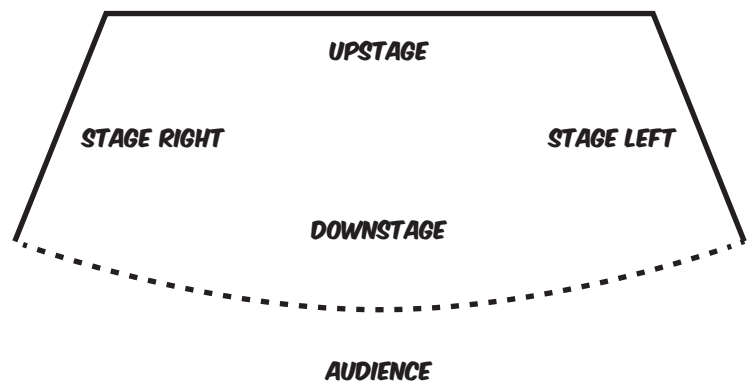 UPSTAGE
STAGE RIGHT
STAGE LEFT
DOWNSTAGE
AUDIENCE